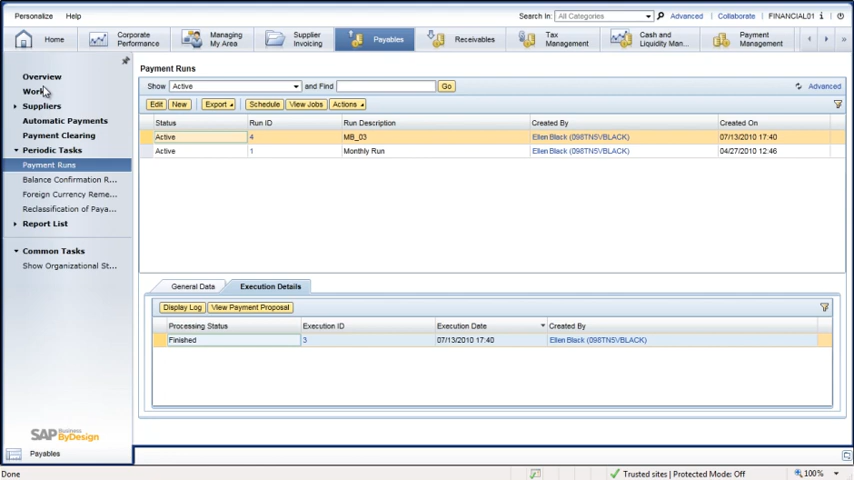 Personalize Help
Search In: All Categories Advanced Collaborate FINANCIAL01
Home
Corporate Performance
Managing My Area
Supplier Invoicing
Payables
Receivables
Tax Management
Cash and Liquidity Man...
Payment Management
Overview
Work
Suppliers
Automatic Payments
Payment Clearing
Periodic Tasks
Payment Runs
Balance Confirmation R...
Foreign Currency Reme...
Reclassification of Paya...
Report List
Common Tasks
Show Organizational St...
SAP Business ByDesign
Payables
Payment Runs
Show Active and Find Go Advanced
Edit New Export Schedule View Jobs Actions
Status Run ID Run Description Created By Created On
Active 4 MB_03 Ellen Black (098TN5VBLACK) 07/13/2010 17:40
Active 1 Monthly Run Ellen Black (098TN5VBLACK) 04/27/2010 12:46
General Data Execution Details
Display Log View Payment Proposal
Processing Status Execution ID Execution Date Created By
Finished 3 07/13/2010 17:40 Ellen Black (098TN5VBLACK)
Done Trusted sites | Protected Mode: Off 100%